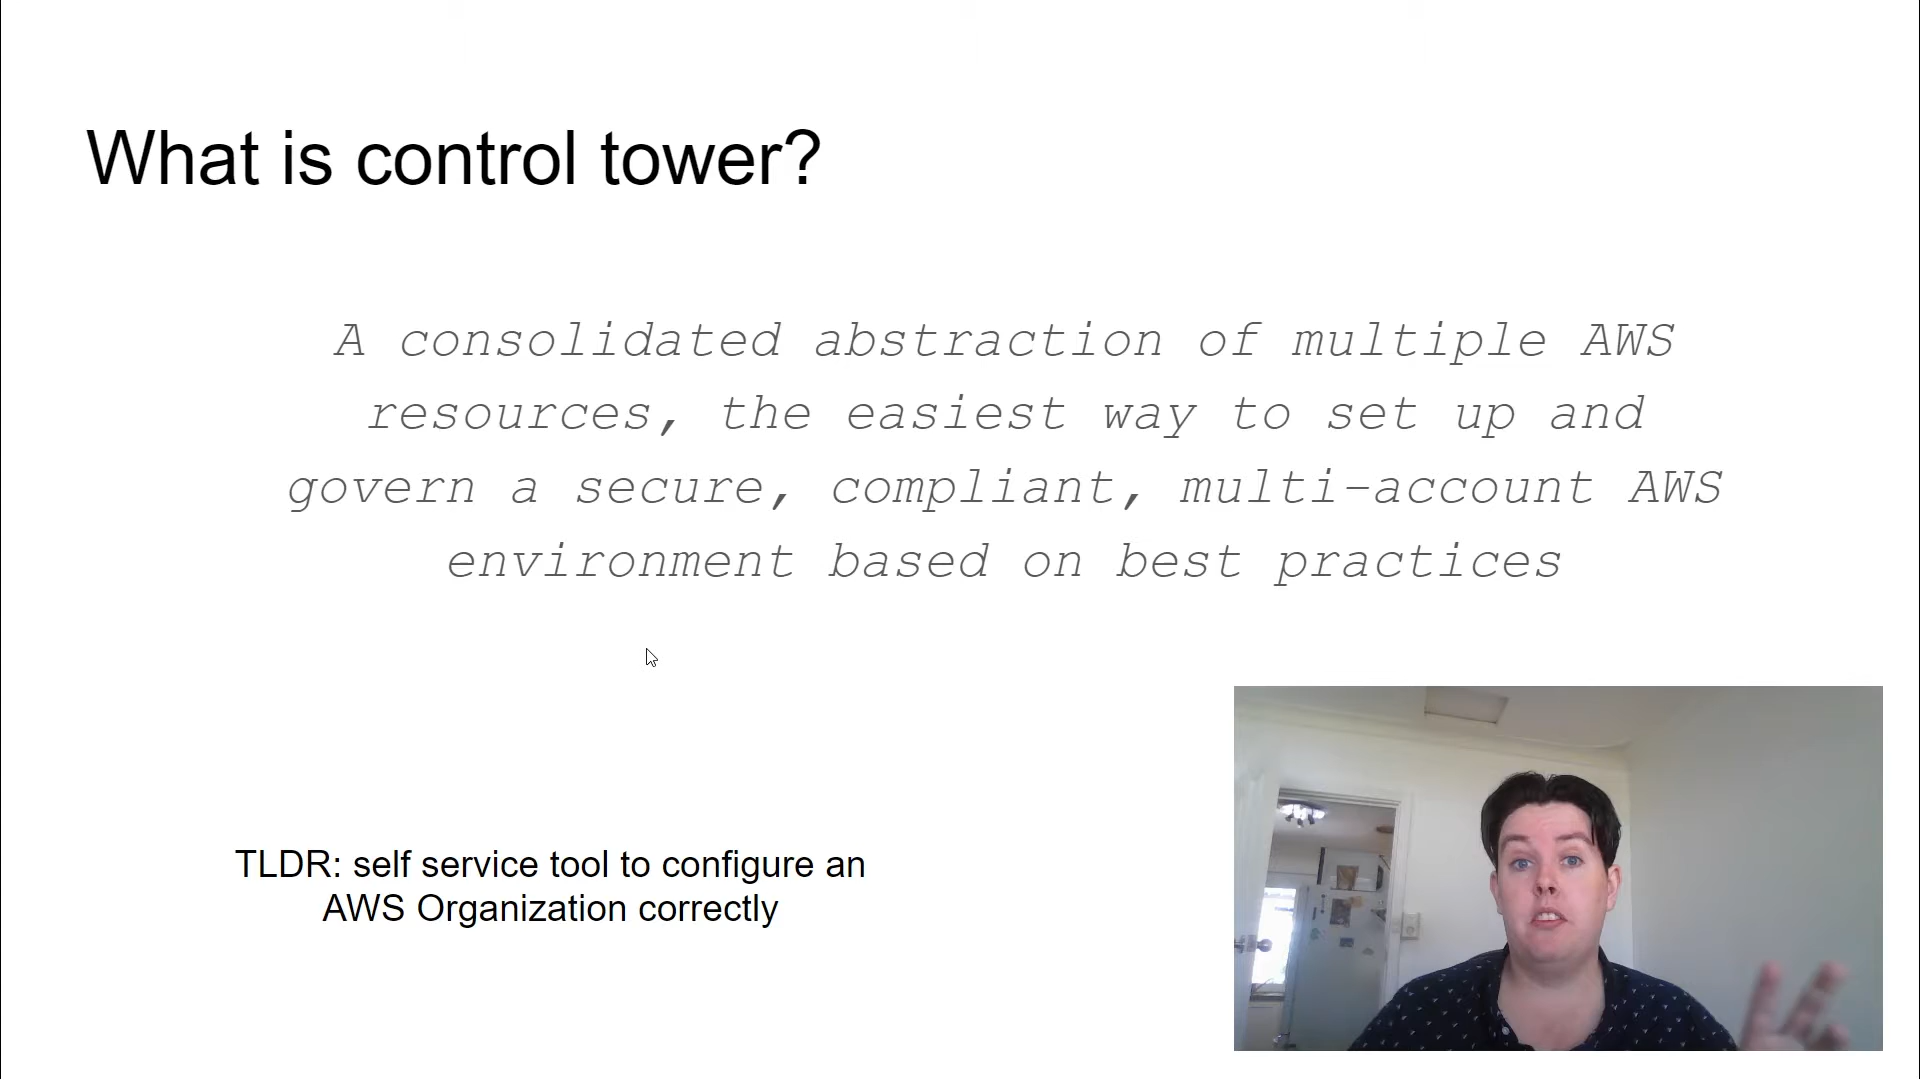 What is control tower?
A consolidated abstraction of multiple AWS
resources, the easiest way to set up and
govern a secure, compliant, multi-account AWS
environment based on best practices
TLDR: self service tool to configure an
AWS Organization correctly